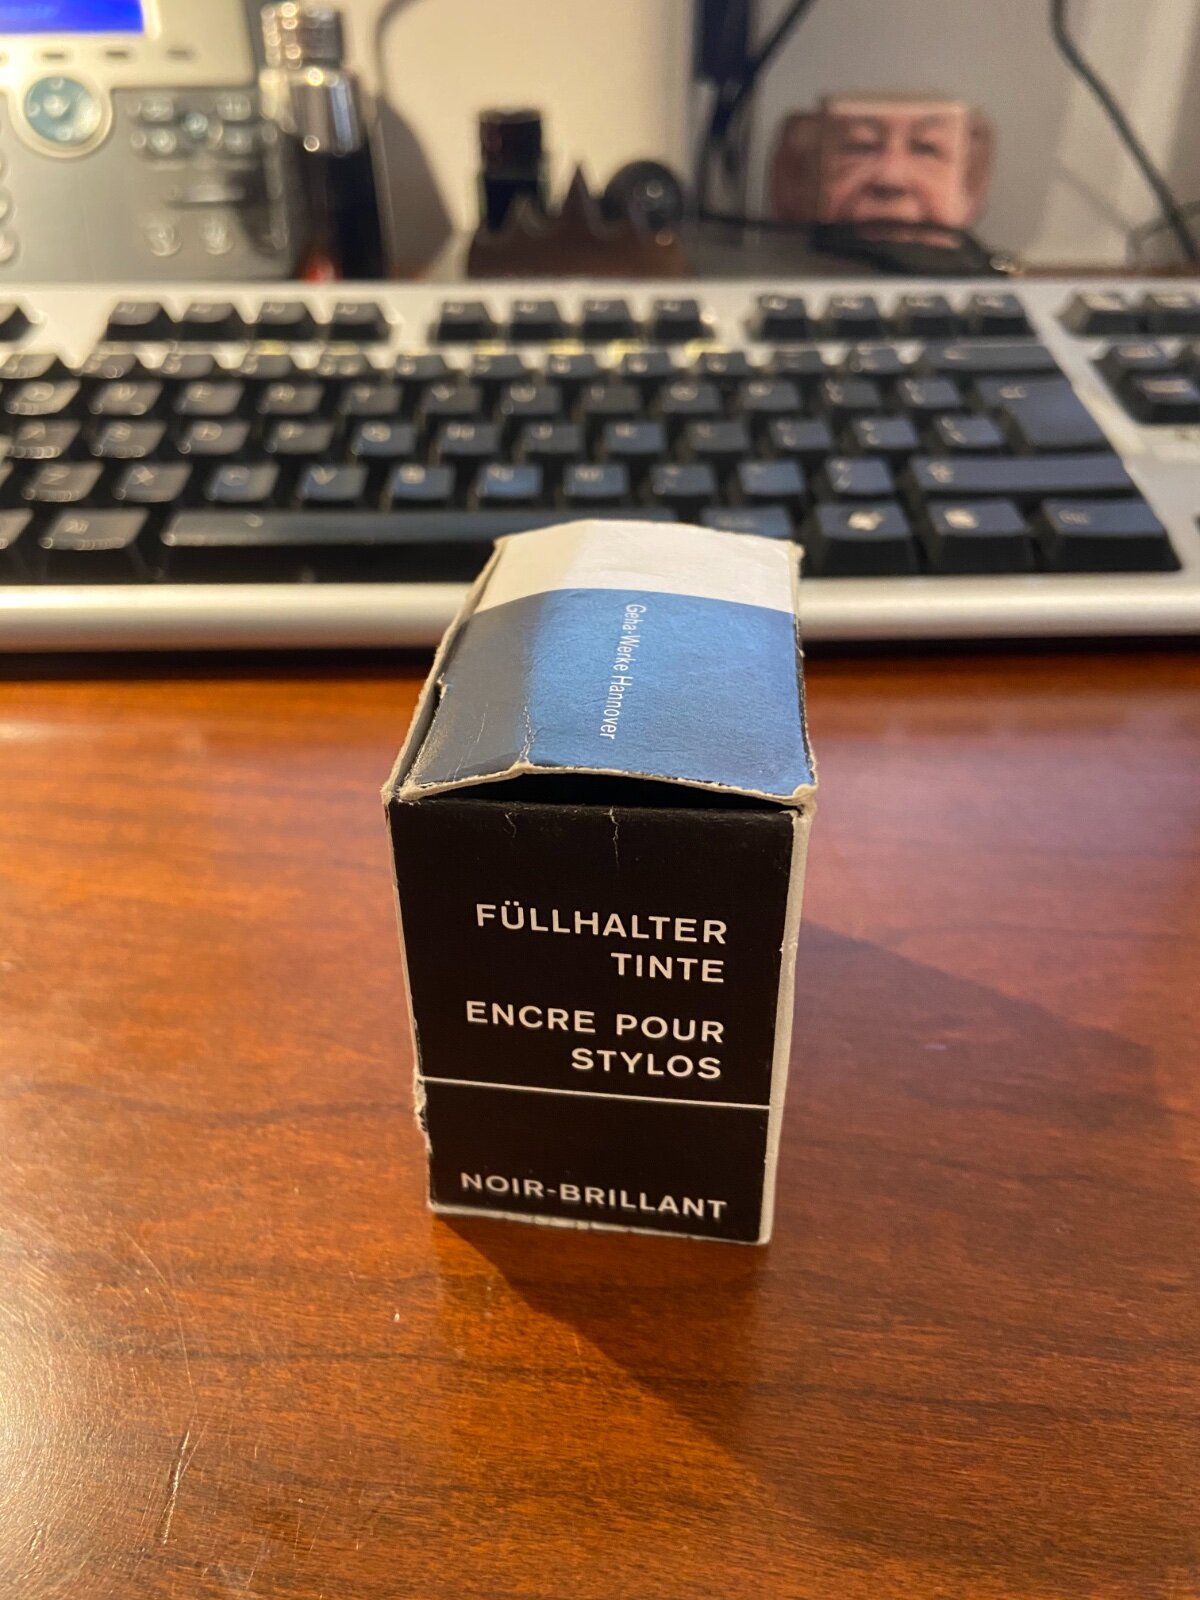 Geha-Werke Hannover
FÜLLHALTER
TINTE
ENCRE POUR
STYLOS
NOIR-BRILLANT